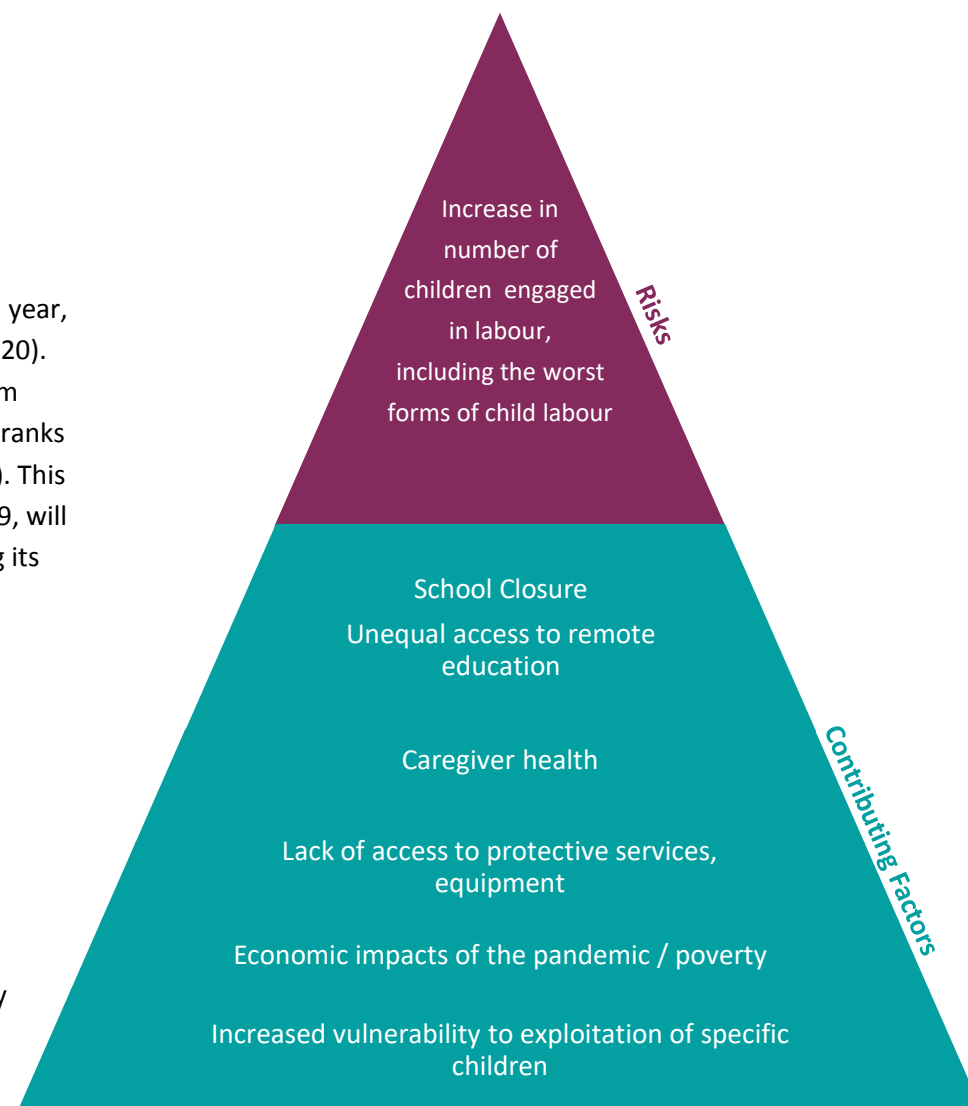 year,
20).
m
ranks
). This
9, will
g its
y
Increase in
number of
children engaged
in labour,
including the worst
forms of child labour
Risks
School Closure
Unequal access to remote
education
Caregiver health
Lack of access to protective services,
equipment
Economic impacts of the pandemic / poverty
Increased vulnerability to exploitation of specific
children
Contributing Factors